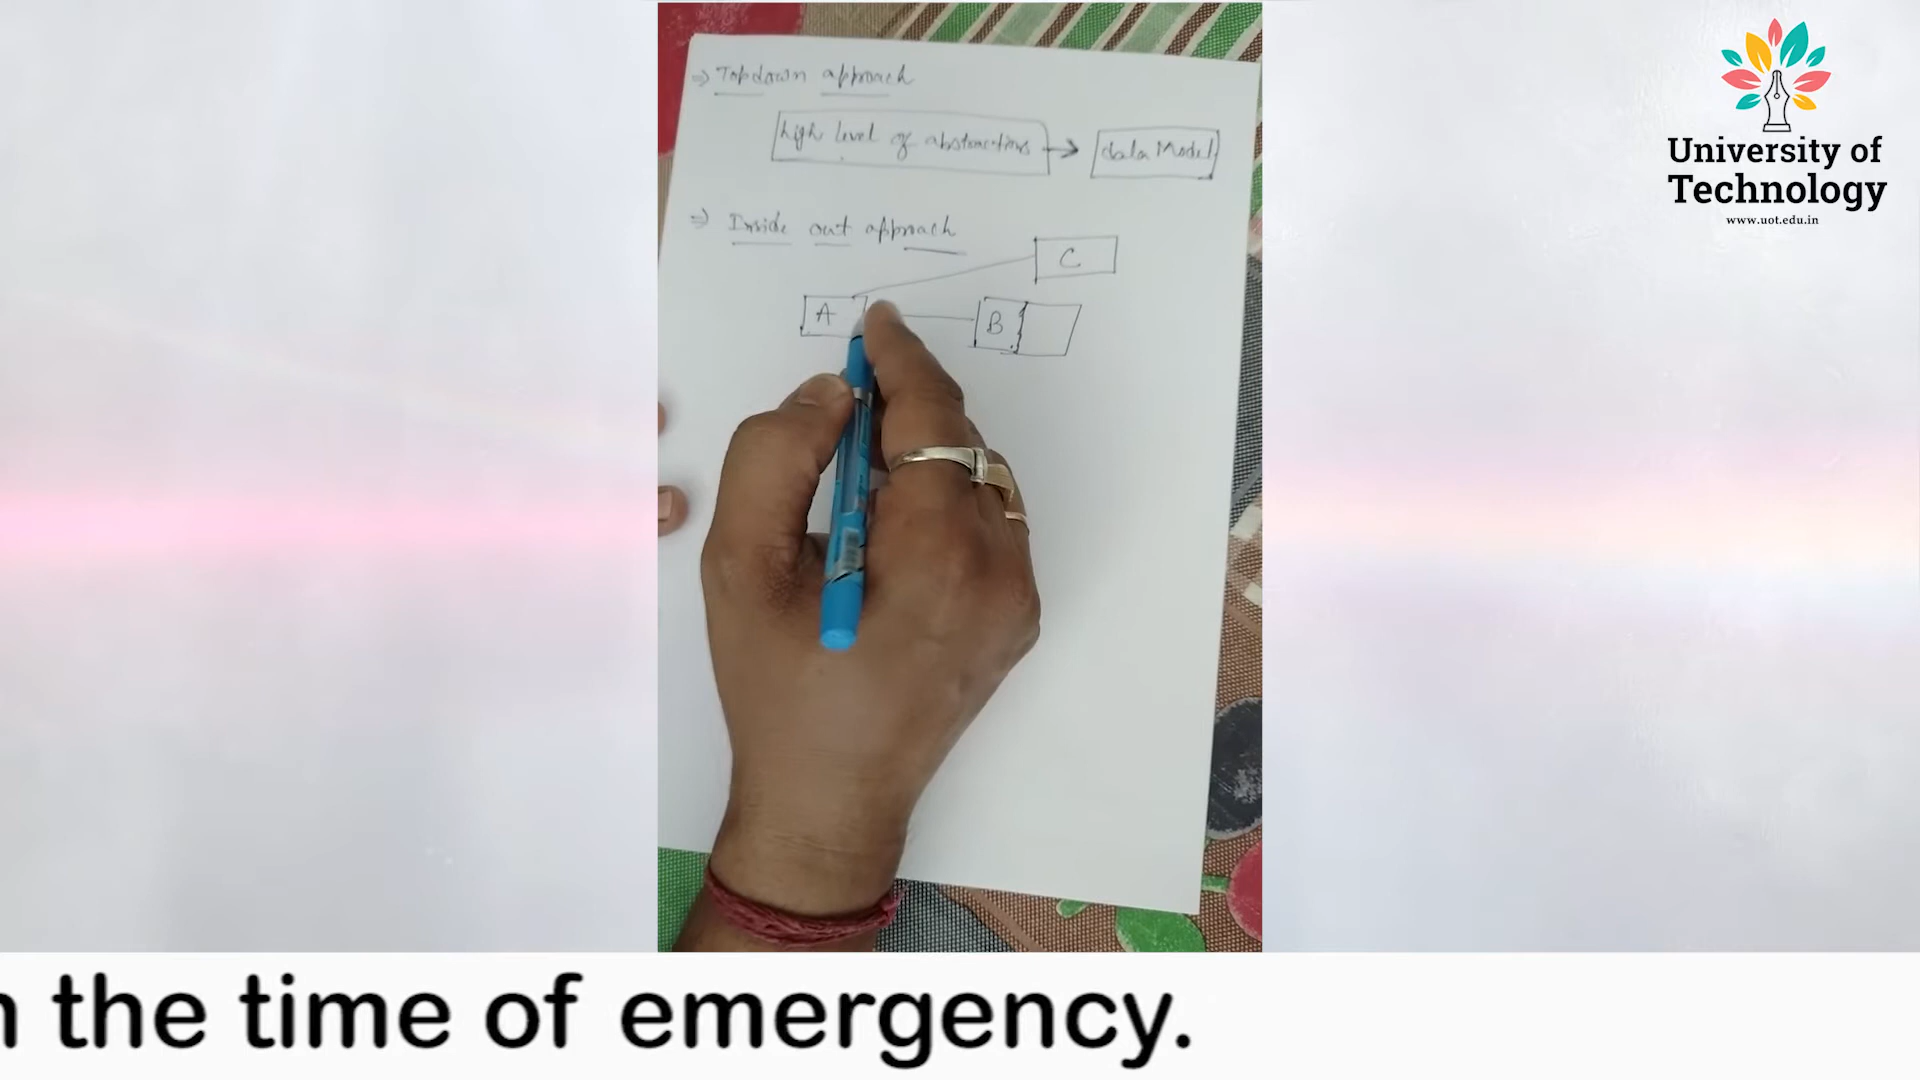 ⇒ Topdown approach
high level of abstractions → data Model
⇒ Inside out approach
C
A
B
University of
Technology
www.uot.edu.in
the time of emergency.